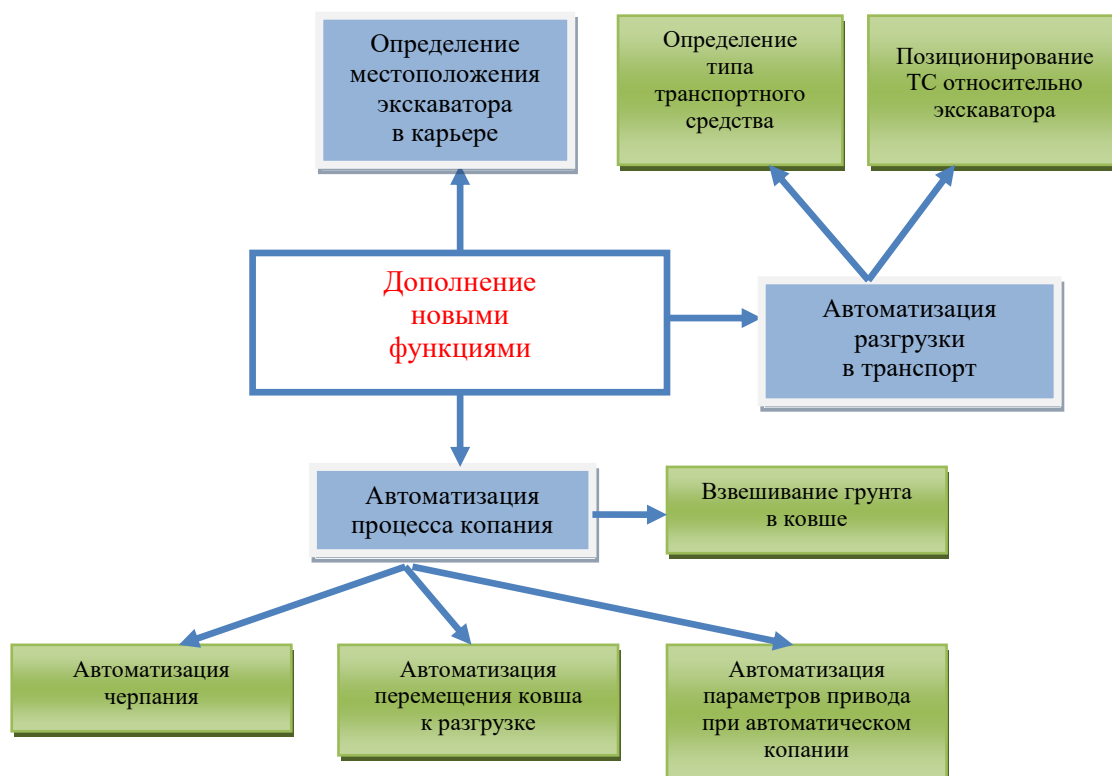 Определение
местоположения
экскаватора
в карьере
Определение
типа
транспортного
средства
Позиционирование
ТС относительно
экскаватора
Дополнение
новыми
функциями
Автоматизация
разгрузки
в транспорт
Автоматизация
процесса копания
Взвешивание грунта
в ковше
Автоматизация
черпания
Автоматизация
перемещения ковша
к разгрузке
Автоматизация
параметров привода
при автоматическом
копании